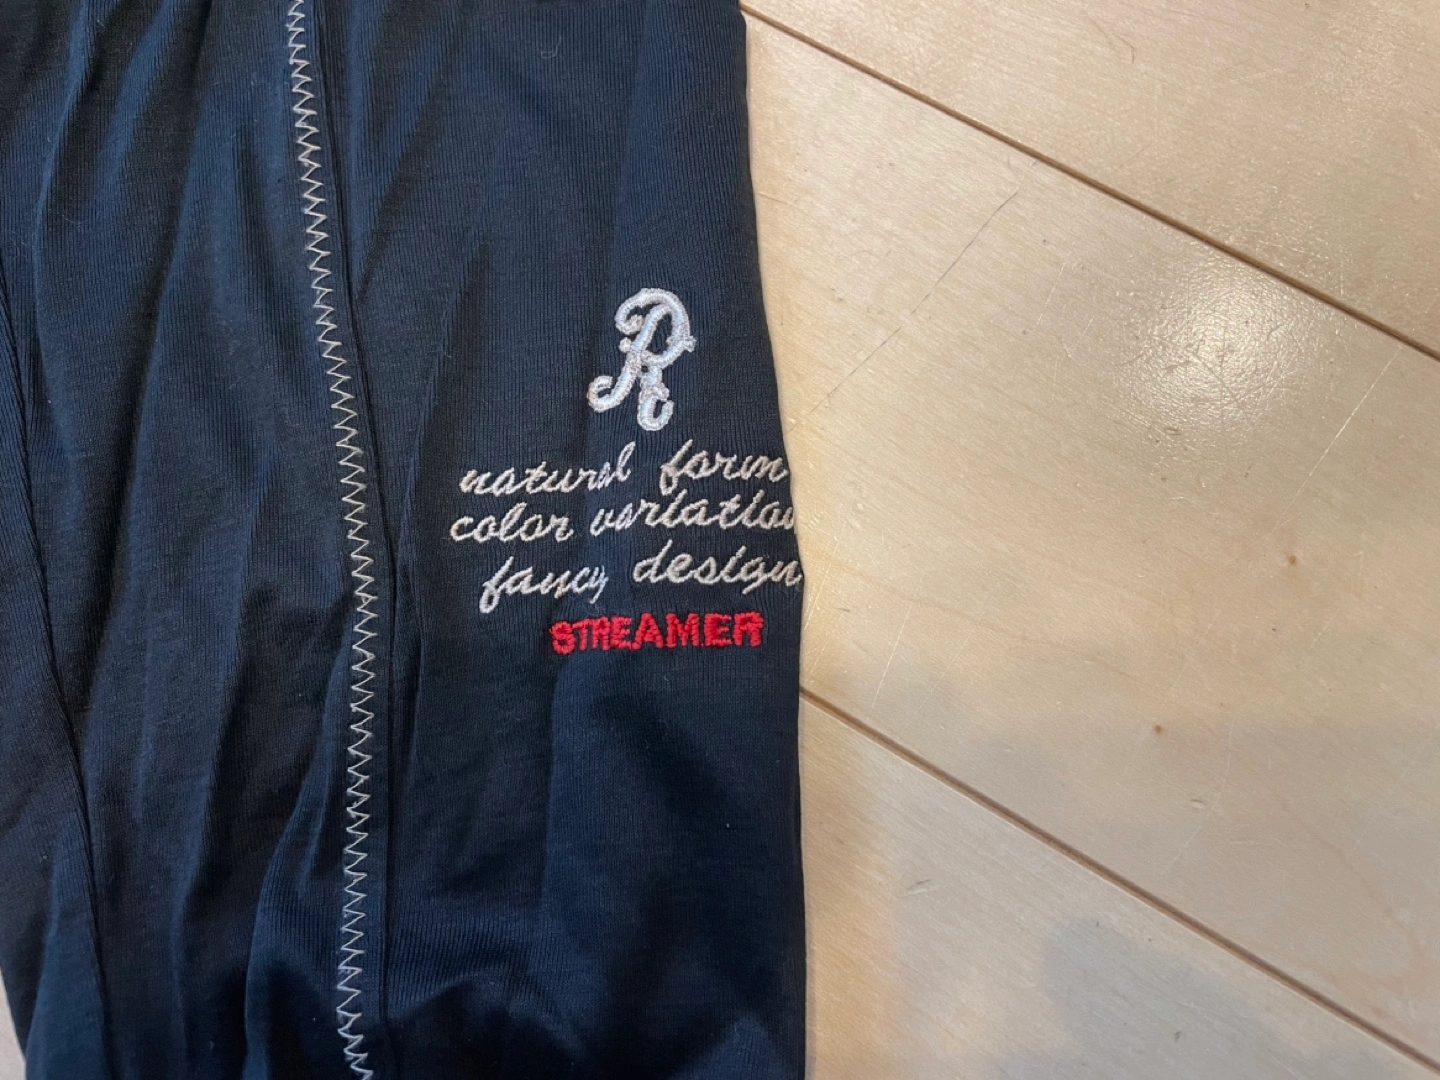 R
natural form
color variation
fancy design
STREAMER